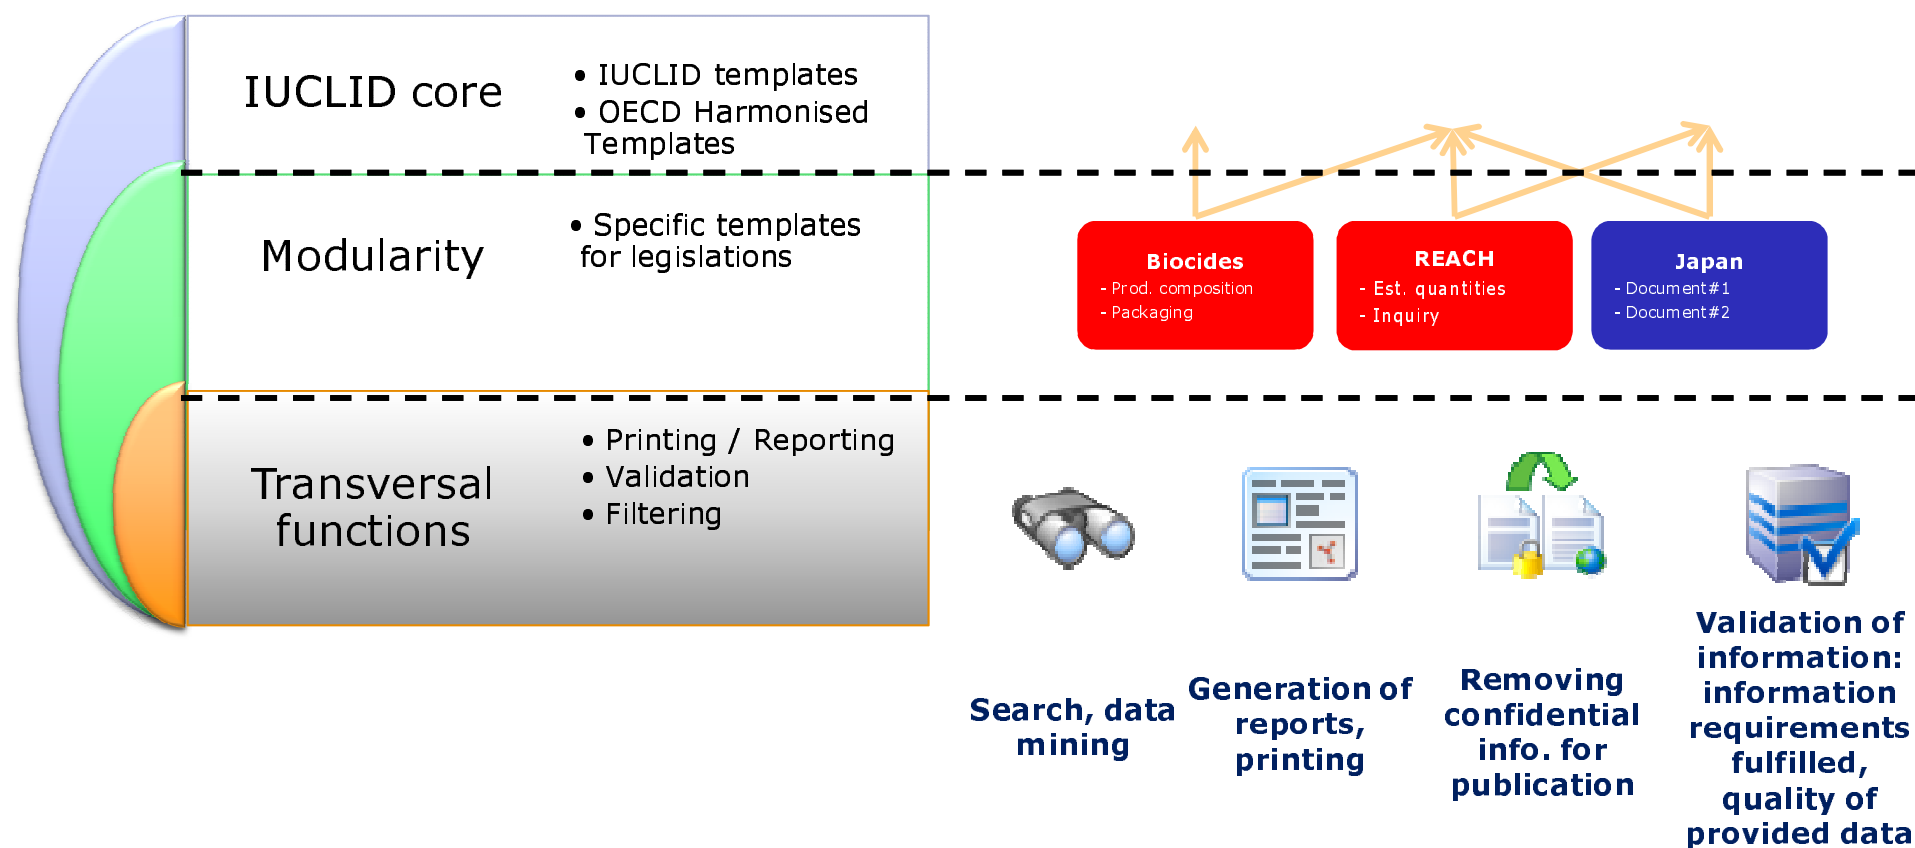 IUCLID core
• IUCLID templates
• OECD Harmonised
Templates
Modularity
• Specific templates
for legislations
Biocides
- Prod. composition
- Packaging
REACH
- Est. quantities
- Inquiry
Japan
- Document#1
- Document#2
Transversal
functions
• Printing / Reporting
• Validation
• Filtering
Search, data
mining
Generation of
reports,
printing
Removing
confidential
info. for
publication
Validation of
information:
information
requirements
fulfilled,
quality of
provided data